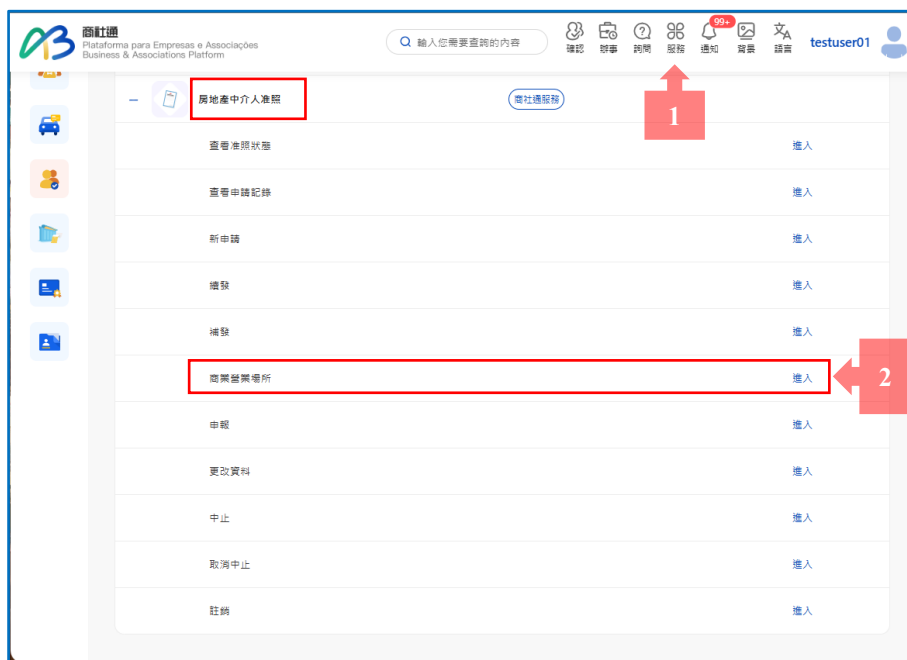 商社通
Plataforma para Empresas e Associações
Business & Associations Platform
輸入您需要查詢的内容
確認
辦事
詢問
服務
99+
通知
背景
語言
testuser01
1
房地產中介人准照
商社通服務
查看准照狀態 進入
查看申請記錄 進入
新申請 進入
續發 進入
補發 進入
商業營業場所 進入
2
申報 進入
更改資料 進入
中止 進入
取消中止 進入
註銷 進入